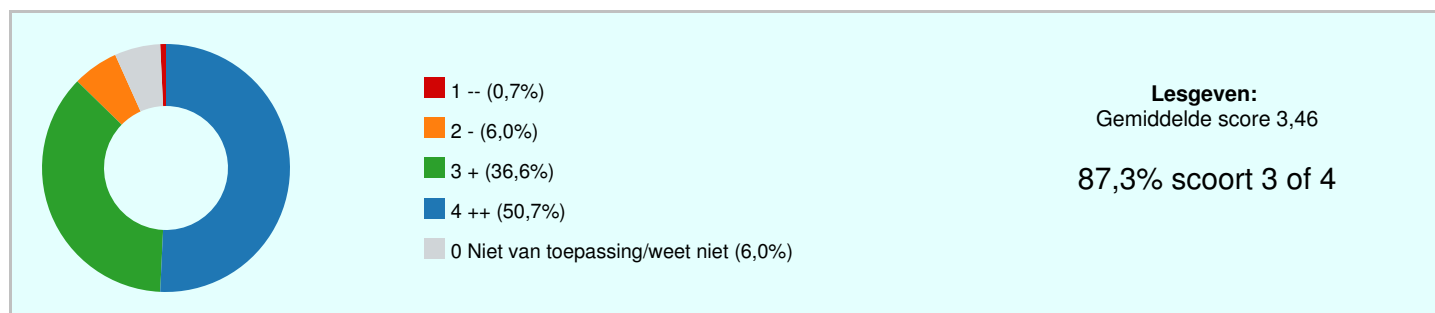 1 -- (0,7%)
2 - (6,0%)
3 + (36,6%)
4 ++ (50,7%)
0 Niet van toepassing/weet niet (6,0%)
Lesgeven:
Gemiddelde score 3,46
87,3% scoort 3 of 4